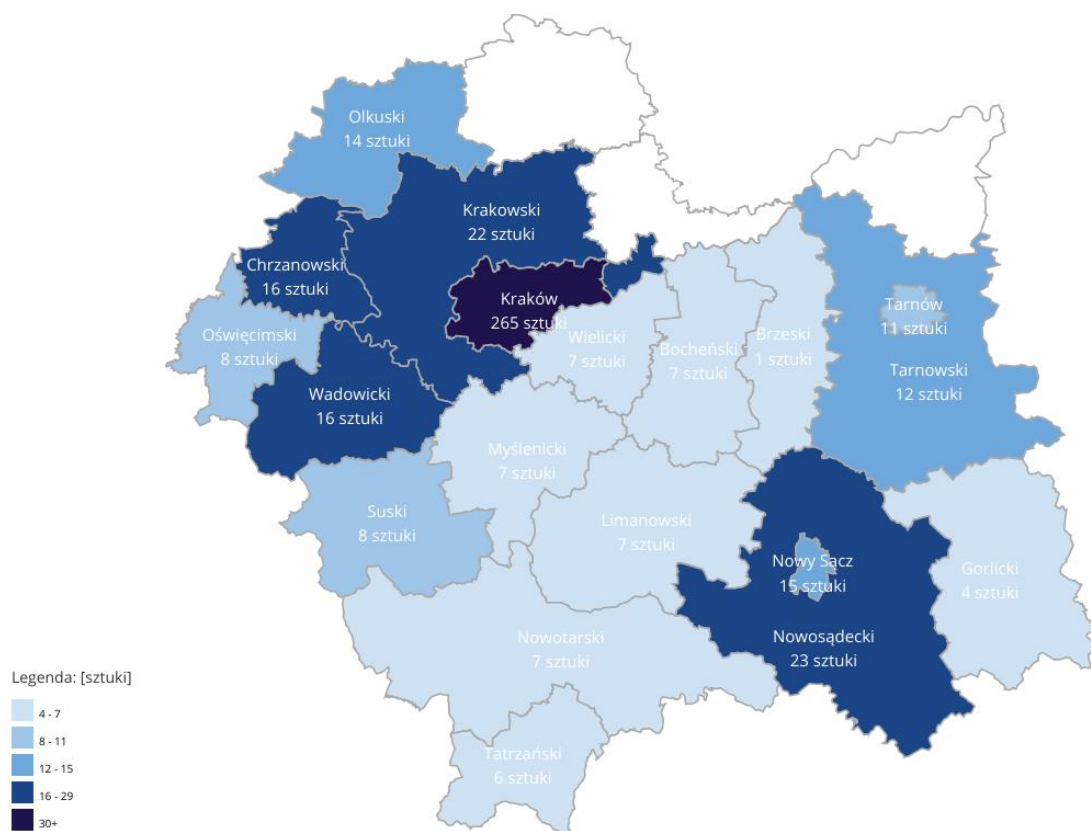 Olkuski
14 sztuki
Krakowski
22 sztuki
Chrzanowski
16 sztuki
Kraków
265 sztuki
Tarnów
11 sztuki
Oświęcimski
8 sztuki
Wielicki
7 sztuki
Bocheński
7 sztuki
Brzeski
1 sztuki
Tarnowski
12 sztuki
Wadowicki
16 sztuki
Myślenicki
7 sztuki
Suski
8 sztuki
Limanowski
7 sztuki
Nowy Sącz
15 sztuki
Gorlicki
4 sztuki
Nowotarski
7 sztuki
Nowosądecki
23 sztuki
Tatrzański
6 sztuki
Legenda: [sztuki]
4 - 7
8 - 11
12 - 15
16 - 29
30+